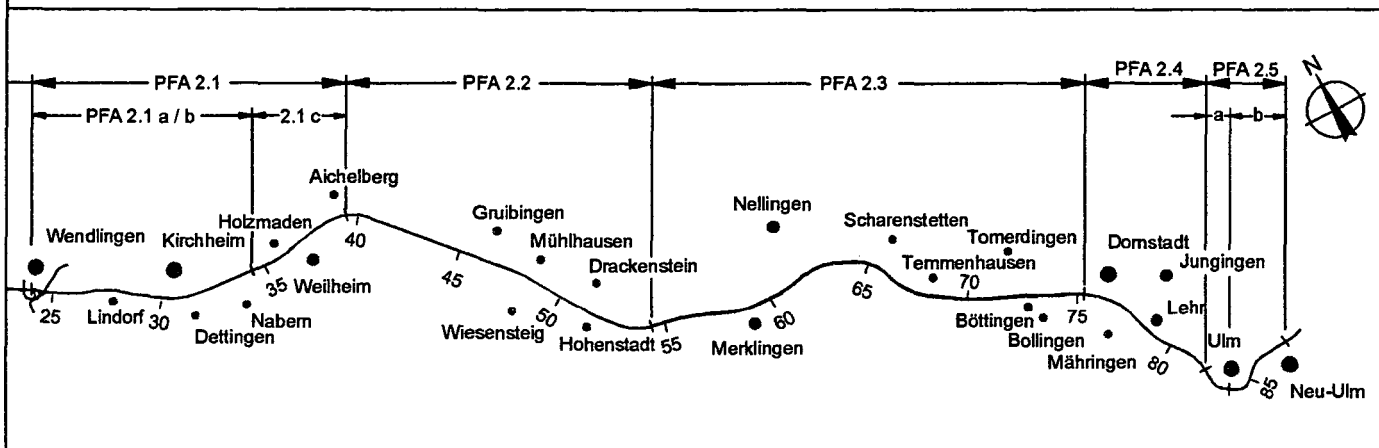 PFA 2.1
PFA 2.2
PFA 2.3
PFA 2.4
PFA 2.5
N
PFA 2.1 a / b
2.1 c
a
b
Aichelberg
Wendlingen
Kirchheim
Holzmaden
Gruibingen
Mühlhausen
Drackenstein
Nellingen
Scharenstetten
Temmenhausen
Tomerdingen
Dornstadt
Jungingen
Lehr
Weilheim
Lindorf
Dettingen
Nabern
Wiesensteig
Hohenstadt
Merklingen
Böttingen
Bollingen
Mähringen
Ulm
Neu-Ulm
25
30
35
40
45
50
55
60
65
70
75
80
85